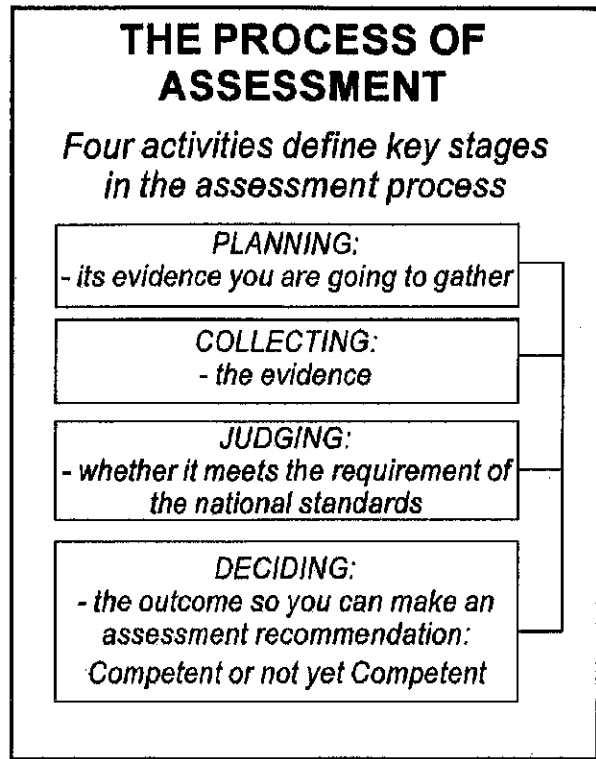 THE PROCESS OF
ASSESSMENT
Four activities define key stages
in the assessment process
PLANNING:
- its evidence you are going to gather
COLLECTING:
- the evidence
JUDGING:
- whether it meets the requirement of
the national standards
DECIDING:
- the outcome so you can make an
assessment recommendation:
Competent or not yet Competent